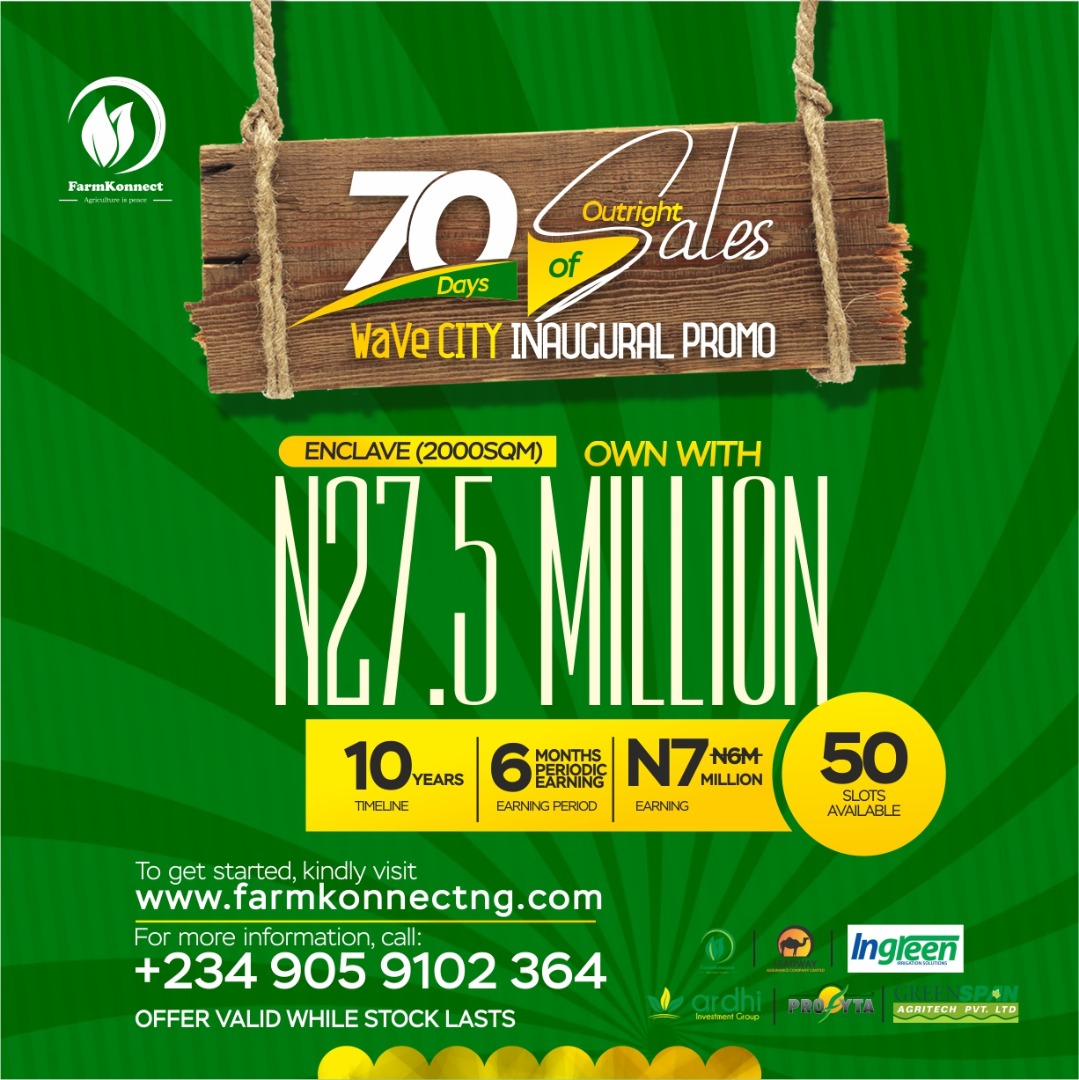 FarmKonnect
Agriculture is peace
70 Days of Outright Sales
WaVe CITY INAUGURAL PROMO
ENCLAVE (2000SQM) OWN WITH
N27.5 MILLION
10 YEARS
TIMELINE
6 MONTHS
PERIODIC
EARNING
EARNING PERIOD
N7 N6M
MILLION
EARNING
50
SLOTS
AVAILABLE
To get started, kindly visit
www.farmkonnectng.com
For more information, call:
+234 905 9102 364
OFFER VALID WHILE STOCK LASTS
Ingreen
IRRIGATION SOLUTIONS
ardhi
Investment Group
GREENSPAN
AGRITECH PVT. LTD